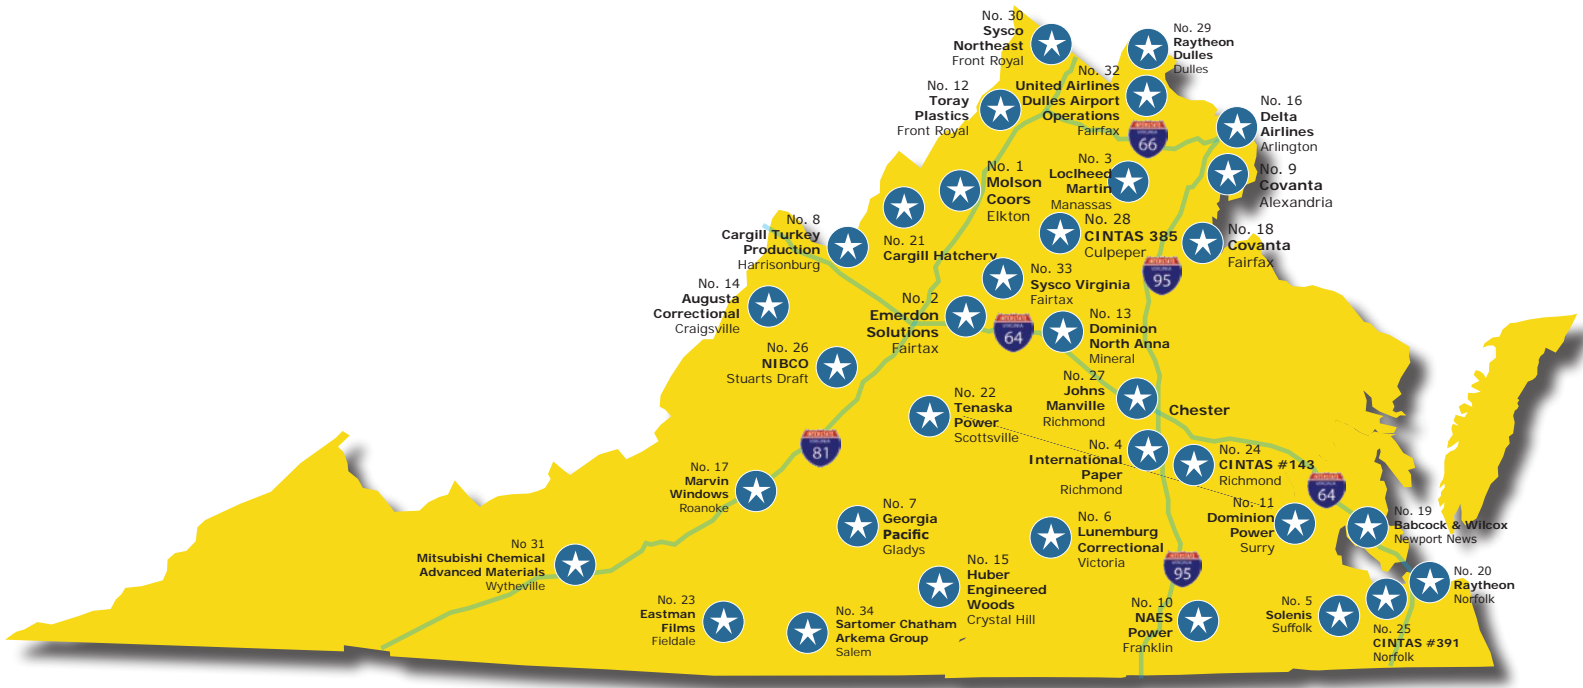 No. 30
Sysco
Northeast
Front Royal
No. 29
Raytheon
Dulles
Dulles
No. 32
United Airlines
Dulles Airport
Operations
Fairfax
No. 12
Toray
Plastics
Front Royal
No. 16
Delta
Airlines
Arlington
66
No. 3
Loclheed
Martin
Manassas
No. 1
Molson
Coors
Elkton
No. 9
Covanta
Alexandria
No. 8
Cargill Turkey
Production
Harrisonburg
No. 21
Cargill Hatchery
No. 28
CINTAS 385
Culpeper
No. 18
Covanta
Fairfax
No. 33
Sysco Virginia
Fairtax
95
No. 14
Augusta
Correctional
Craigsville
No. 2
Emerdon
Solutions
Fairtax
64
No. 13
Dominion
North Anna
Mineral
No. 26
NIBCO
Stuarts Draft
No. 27
Johns
Manville
Richmond
Chester
No. 22
Tenaska
Power
Scottsville
81
No. 4
International
Paper
Richmond
No. 24
CINTAS #143
Richmond
64
No. 17
Marvin
Windows
Roanoke
No. 7
Georgia
Pacific
Gladys
No. 6
Lunemburg
Correctional
Victoria
No. 11
Dominion
Power
Surry
No. 19
Babcock & Wilcox
Newport News
No 31
Mitsubishi Chemical
Advanced Materials
Wytheville
No. 15
Huber
Engineered
Woods
Crystal Hill
95
No. 20
Raytheon
Norfolk
No. 23
Eastman
Films
Fieldale
No. 34
Sartomer Chatham
Arkema Group
Salem
No. 10
NAES
Power
Franklin
No. 5
Solenis
Suffolk
No. 25
CINTAS #391
Norfolk